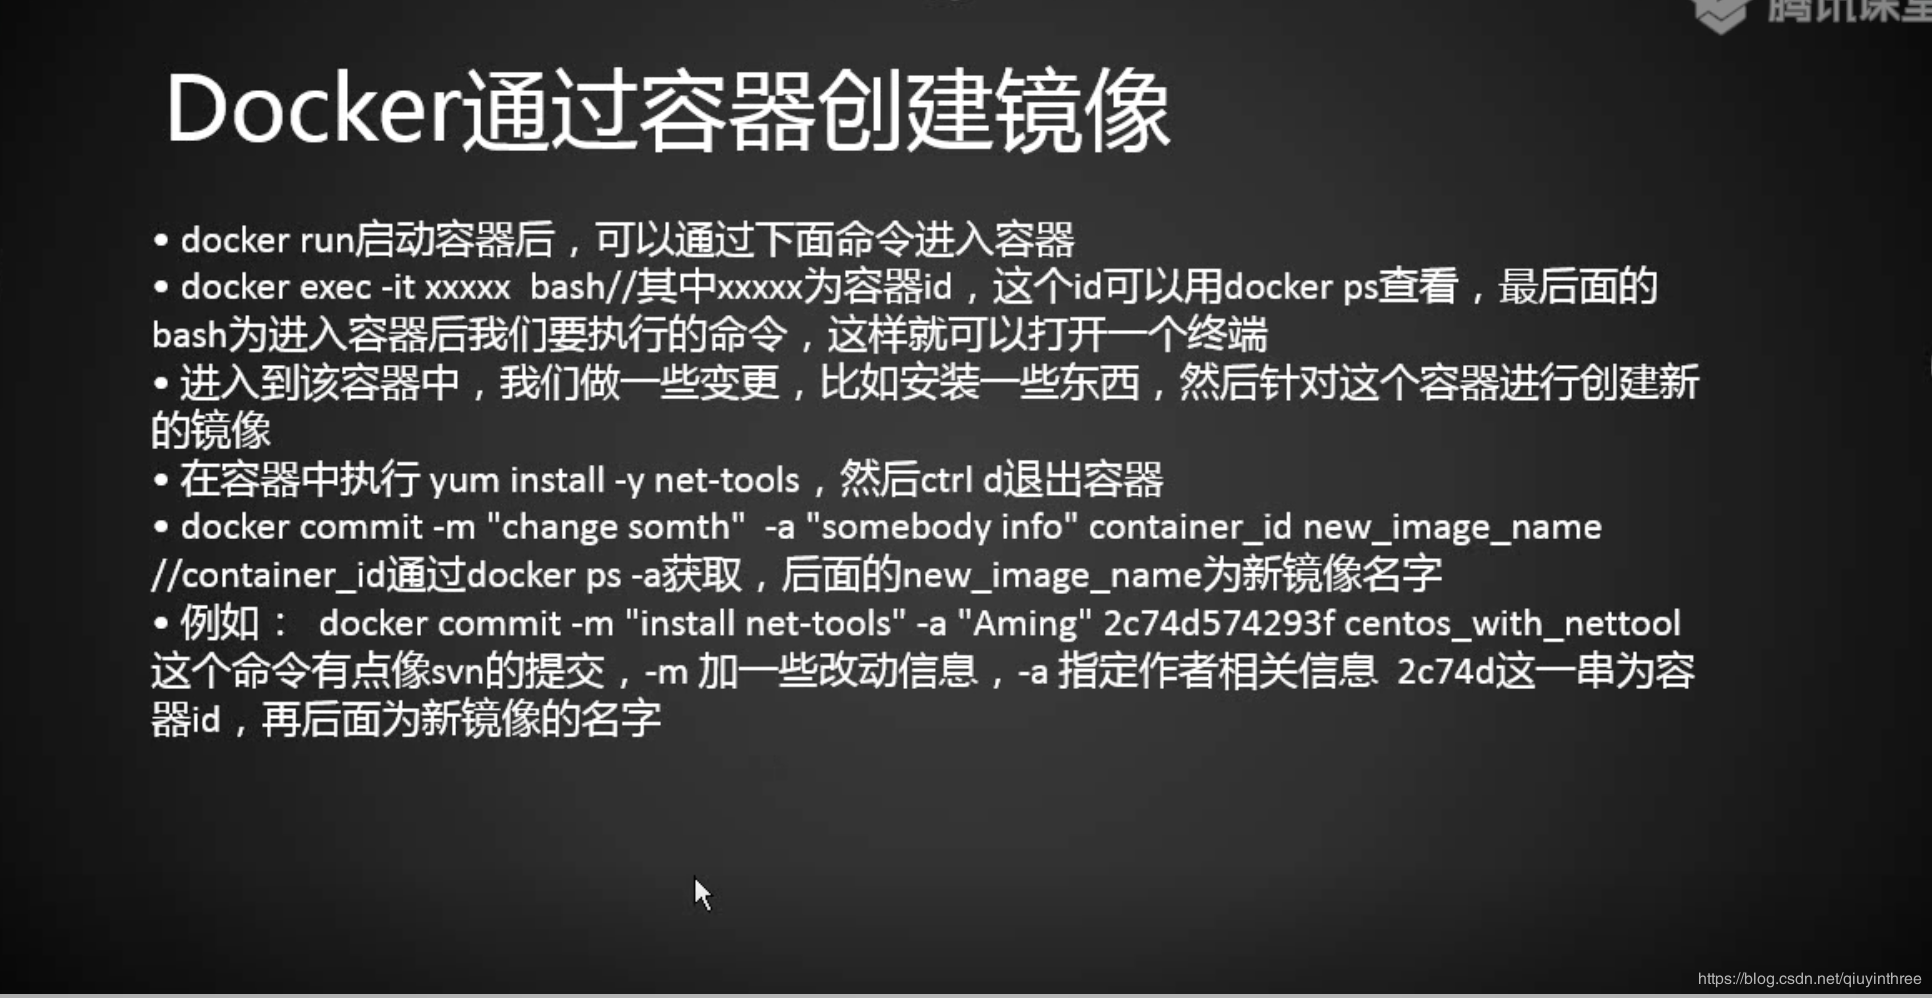 腾讯课堂
Docker通过容器创建镜像
• docker run启动容器后，可以通过下面命令进入容器
• docker exec -it xxxxx  bash//其中xxxxx为容器id，这个id可以用docker ps查看，最后面的
bash为进入容器后我们要执行的命令，这样就可以打开一个终端
• 进入到该容器中，我们做一些变更，比如安装一些东西，然后针对这个容器进行创建新
的镜像
• 在容器中执行 yum install -y net-tools，然后ctrl d退出容器
• docker commit -m "change somth"  -a "somebody info" container_id new_image_name
//container_id通过docker ps -a获取，后面的new_image_name为新镜像名字
• 例如：  docker commit -m "install net-tools" -a "Aming" 2c74d574293f centos_with_nettool
这个命令有点像svn的提交，-m 加一些改动信息，-a 指定作者相关信息  2c74d这一串为容
器id，再后面为新镜像的名字
https://blog.csdn.net/qiuyinthree